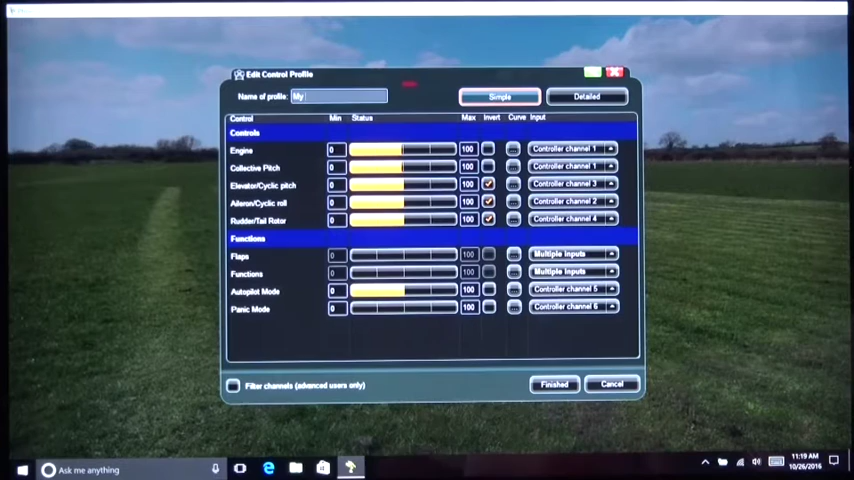 Edit Control Profile
Name of profile: My
Simple
Detailed
Control Min Status Max Invert Curve Input
Controls
Engine 0 100 Controller channel 1
Collective Pitch 0 100 Controller channel 1
Elevator/Cyclic pitch 0 100 Controller channel 3
Aileron/Cyclic roll 0 100 Controller channel 2
Rudder/Tail Rotor 0 100 Controller channel 4
Functions
Flaps 0 100 Multiple Inputs
Functions 0 100 Multiple Inputs
Autopilot Mode 0 100 Controller channel 5
Panic Mode 0 100 Controller channel 6
Filter channels (advanced users only)
Finished
Cancel
Ask me anything
11:19 AM
10/26/2016